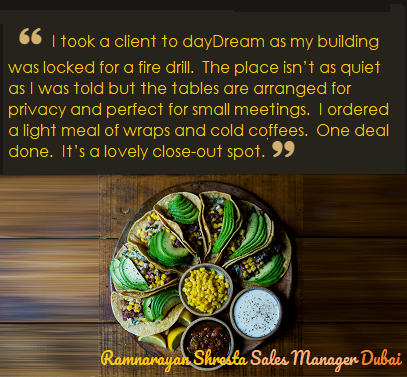 “ I took a client to dayDream as my building
was locked for a fire drill. The place isn’t as quiet
as I was told but the tables are arranged for
privacy and perfect for small meetings. I ordered
a light meal of wraps and cold coffees. One deal
done. It’s a lovely close-out spot. ”
Ramnarayan Shresta Sales Manager Dubai